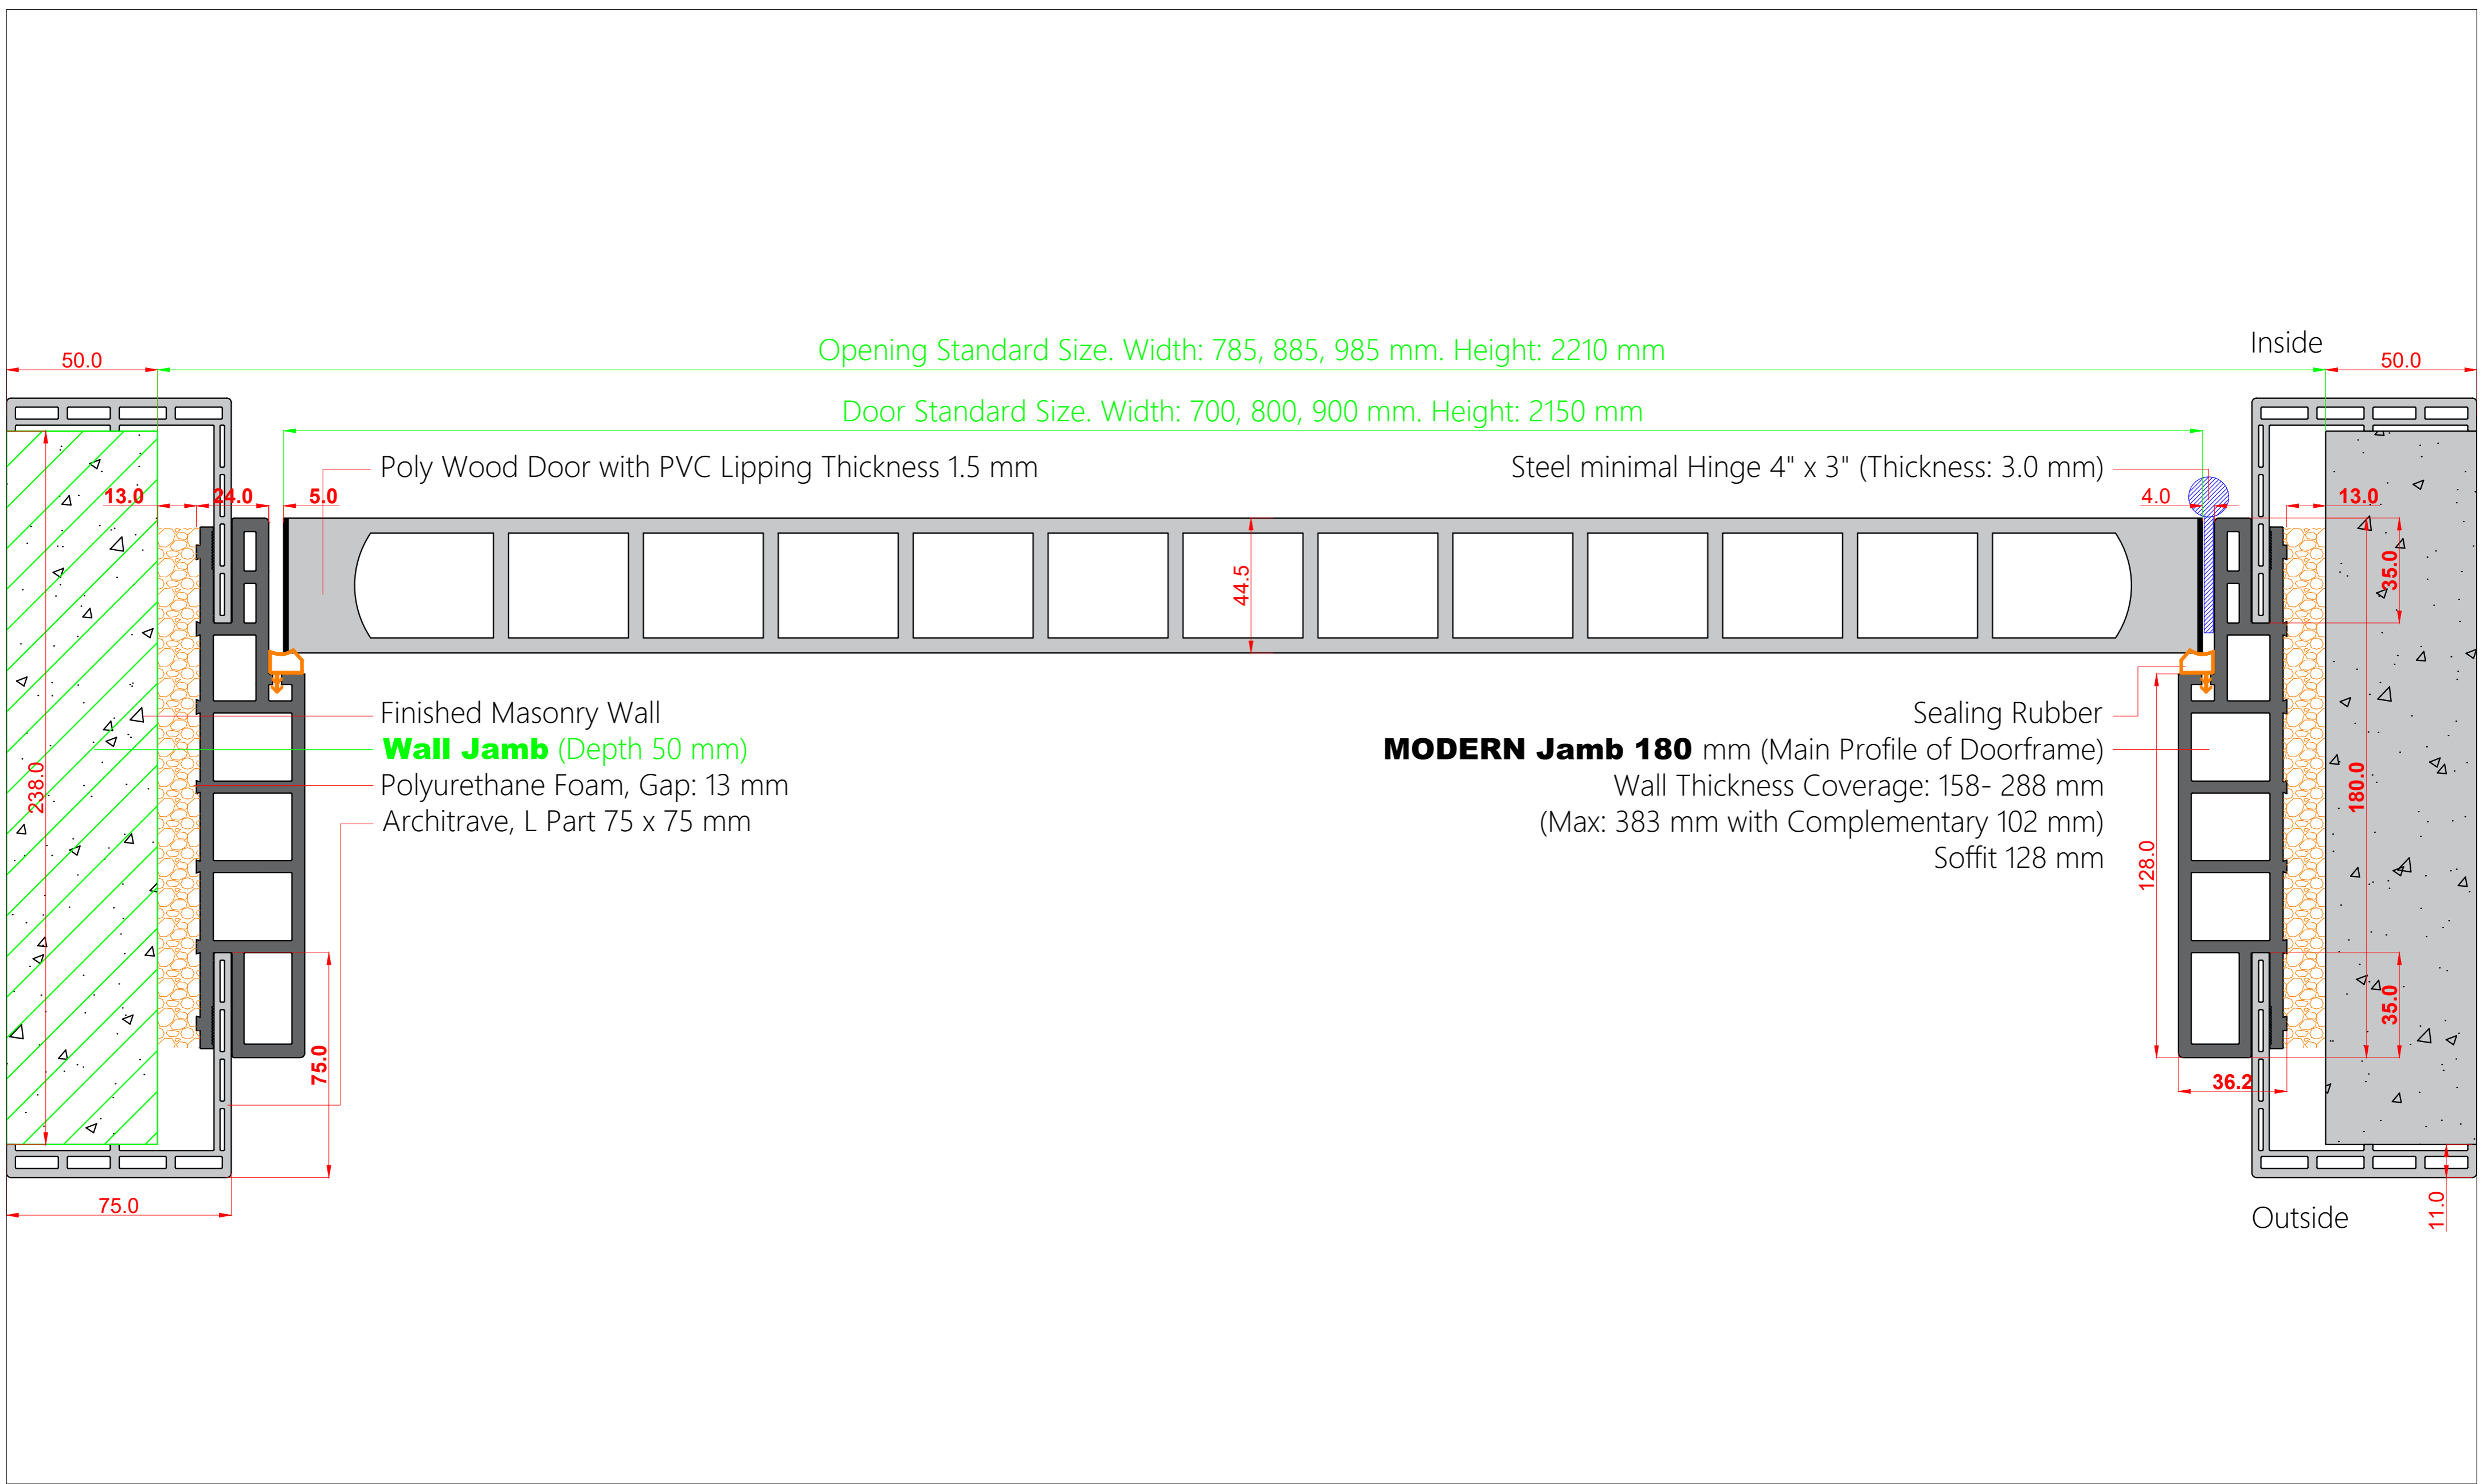 Inside
Opening Standard Size. Width: 785, 885, 985 mm. Height: 2210 mm
50.0
50.0
Door Standard Size. Width: 700, 800, 900 mm. Height: 2150 mm
Poly Wood Door with PVC Lipping Thickness 1.5 mm
Steel minimal Hinge 4" x 3" (Thickness: 3.0 mm)
13.0
24.0
5.0
4.0
13.0
44.5
35.0
Finished Masonry Wall
Wall Jamb (Depth 50 mm)
Polyurethane Foam, Gap: 13 mm
Architrave, L Part 75 x 75 mm
Sealing Rubber
MODERN Jamb 180 mm (Main Profile of Doorframe)
Wall Thickness Coverage: 158- 288 mm
(Max: 383 mm with Complementary 102 mm)
Soffit 128 mm
238.0
180.0
128.0
35.0
75.0
36.2
75.0
Outside
11.0